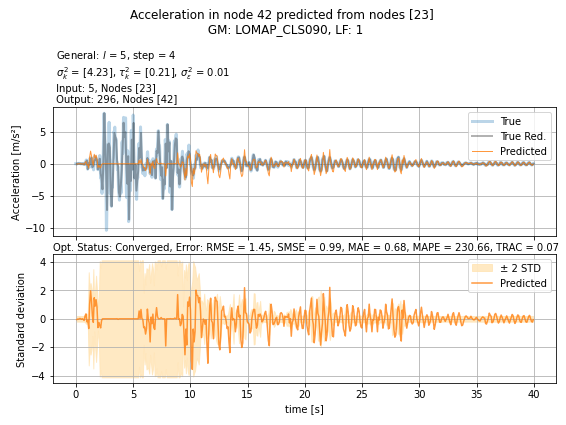 Acceleration in node 42 predicted from nodes [23]
GM: LOMAP_CLS090, LF: 1
General: l = 5, step = 4
σ²ₖ = [4.23], τ²ₖ = [0.21], σ²ε = 0.01
Input: 5, Nodes [23]
Output: 296, Nodes [42]
Acceleration [m/s²]
5
0
−5
−10
True
True Red.
Predicted
Opt. Status: Converged, Error: RMSE = 1.45, SMSE = 0.99, MAE = 0.68, MAPE = 230.66, TRAC = 0.07
Standard deviation
4
2
0
−2
−4
± 2 STD
Predicted
0 5 10 15 20 25 30 35 40
time [s]